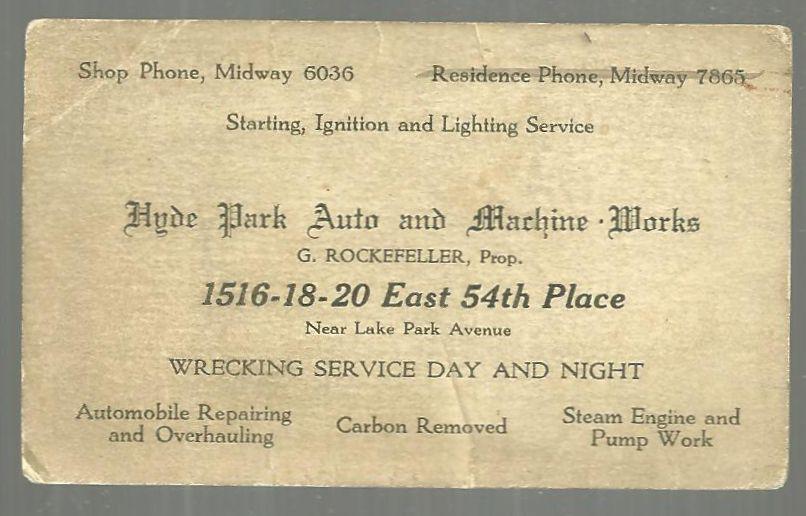 Shop Phone, Midway 6036 Residence Phone, Midway 7865
Starting, Ignition and Lighting Service
Hyde Park Auto and Machine · Works
G. ROCKEFELLER, Prop.
1516-18-20 East 54th Place
Near Lake Park Avenue
WRECKING SERVICE DAY AND NIGHT
Automobile Repairing
and Overhauling
Carbon Removed
Steam Engine and
Pump Work